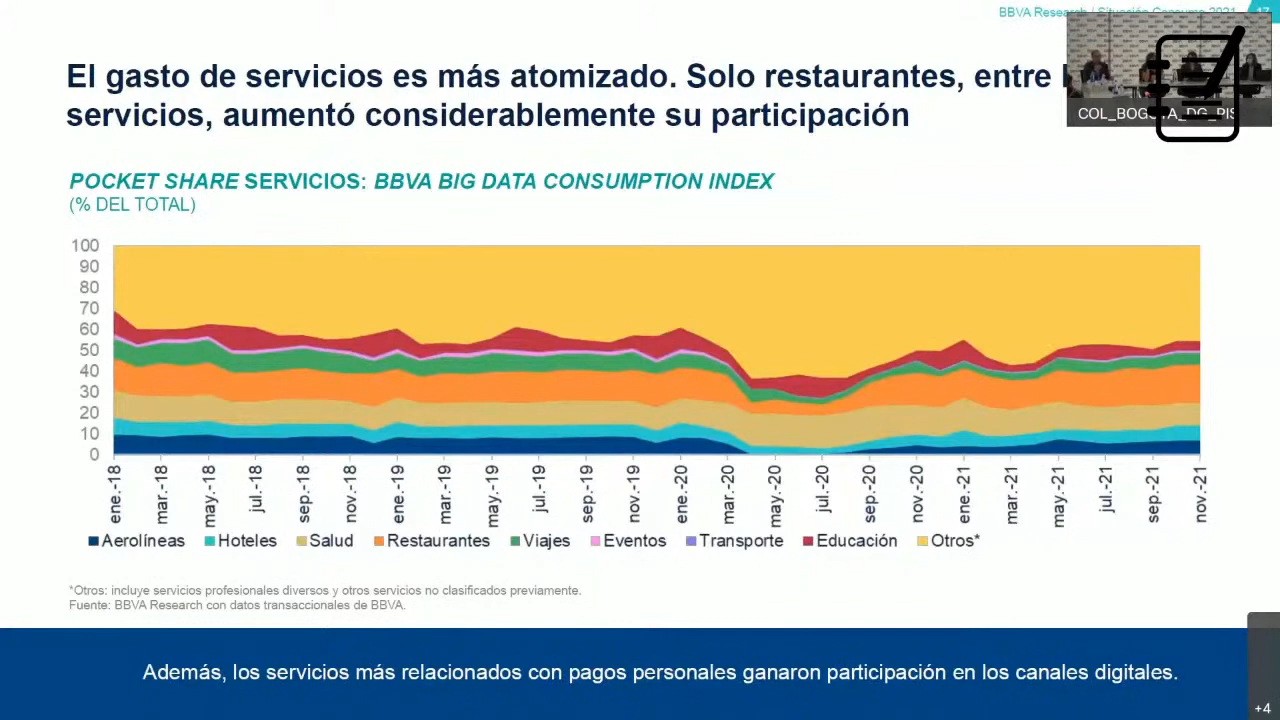 BBVA Research | Situación Consumo 2021 17
El gasto de servicios es más atomizado. Solo restaurantes, entre
servicios, aumentó considerablemente su participación
COL_BOGOTA_DG_PIS
POCKET SHARE SERVICIOS: BBVA BIG DATA CONSUMPTION INDEX
(% DEL TOTAL)
100
90
80
70
60
50
40
30
20
10
0
ene.-18 mar.-18 may.-18 jul.-18 sep.-18 nov.-18 ene.-19 mar.-19 may.-19 jul.-19 sep.-19 nov.-19 ene.-20 mar.-20 may.-20 jul.-20 sep.-20 nov.-20 ene.-21 mar.-21 may.-21 jul.-21 sep.-21 nov.-21
Aerolíneas Hoteles Salud Restaurantes Viajes Eventos Transporte Educación Otros*
*Otros: incluye servicios profesionales diversos y otros servicios no clasificados previamente.
Fuente: BBVA Research con datos transaccionales de BBVA.
Además, los servicios más relacionados con pagos personales ganaron participación en los canales digitales.
+4